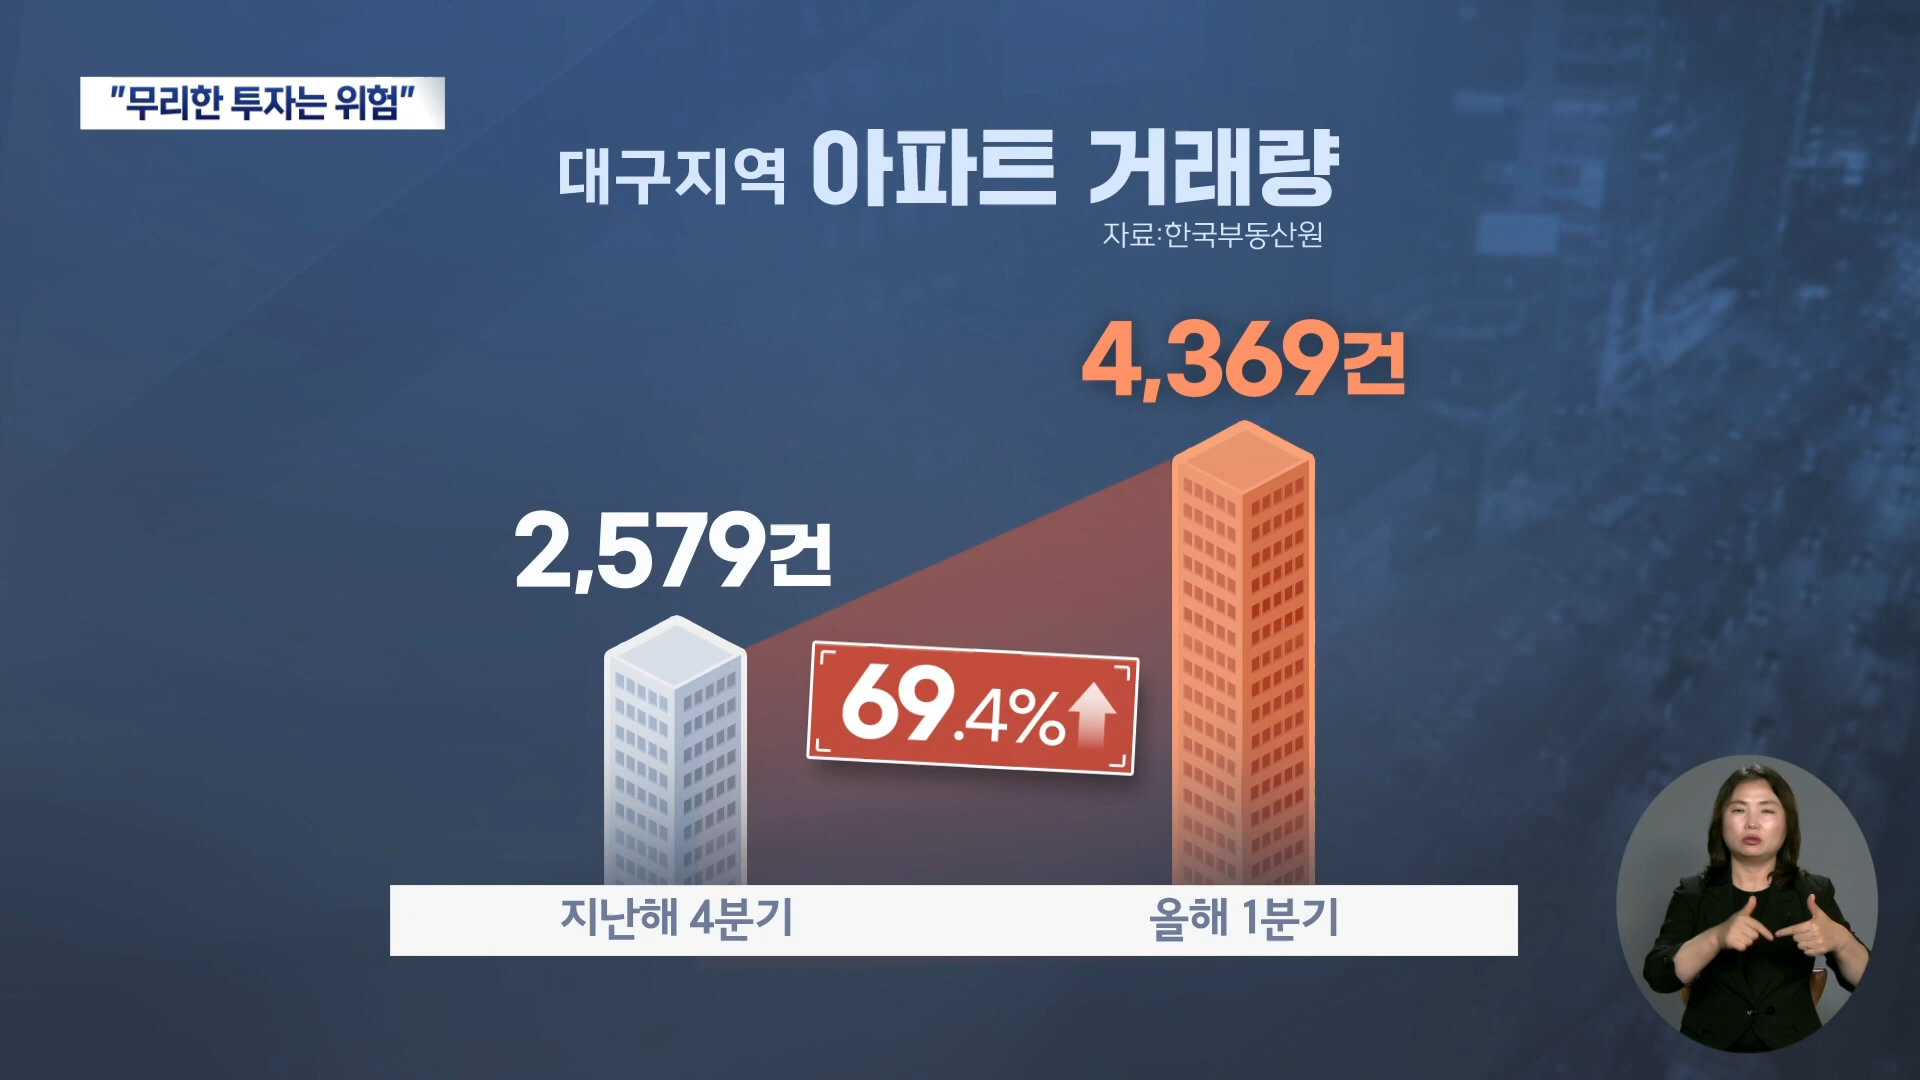 "무리한 투자는 위험"
대구지역 아파트 거래량
자료:한국부동산원
4,369건
2,579건
69.4%
지난해 4분기
올해 1분기